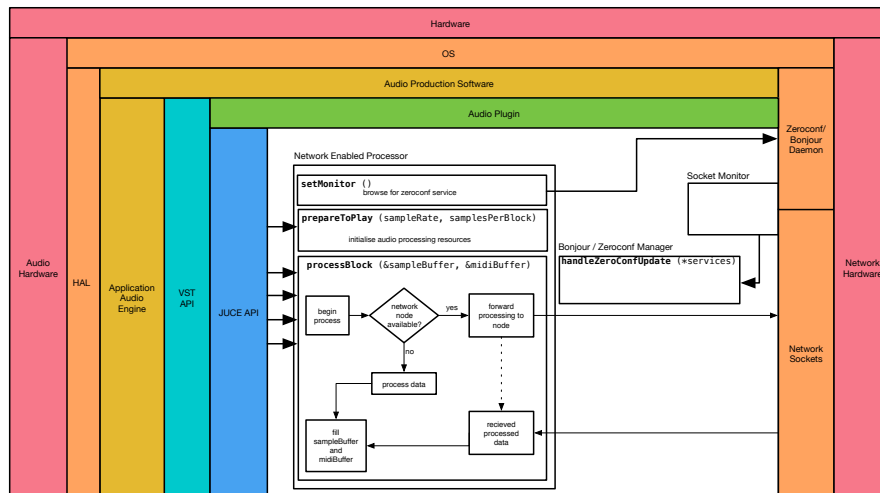 Hardware
OS
Audio Production Software
Audio Plugin
Zeroconf/
Bonjour
Daemon
Network Enabled Processor
setMonitor ()
browse for zeroconf service
Socket Monitor
prepareToPlay (sampleRate, samplesPerBlock)
initialise audio processing resources
Bonjour / Zeroconf Manager
handleZeroConfUpdate (*services)
processBlock (&sampleBuffer, &midiBuffer)
Audio
Hardware
HAL
Application
Audio
Engine
VST
API
JUCE API
begin
process
network
node
available?
yes
forward
processing to
node
no
process data
fill
sampleBuffer
and
midiBuffer
recieved
processed
data
Network
Sockets
Network
Hardware